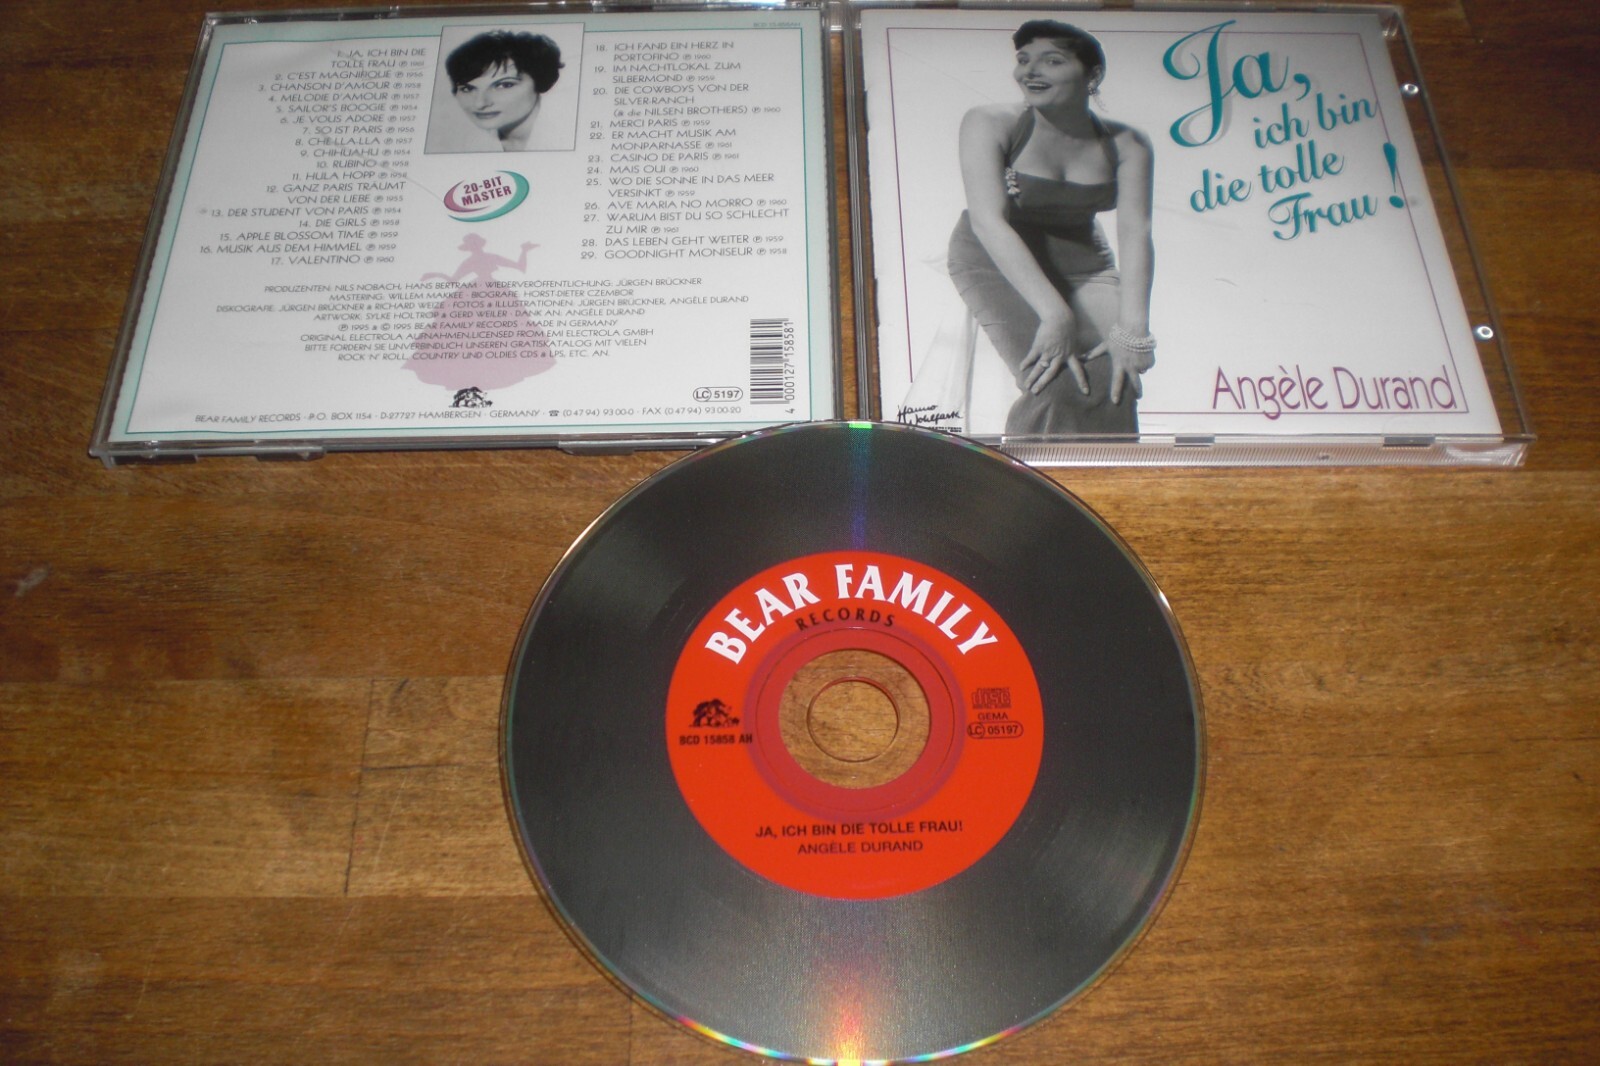 BCD 15 858 AH
1. JA, ICH BIN DIE
TOLLE FRAU ℗ 1961
2. C'EST MAGNIFIQUE ℗ 1956
3. CHANSON D'AMOUR ℗ 1958
4. MELODIE D'AMOUR ℗ 1957
5. SAILOR'S BOOGIE ℗ 1954
6. JE VOUS ADORE ℗ 1957
7. SO IST PARIS ℗ 1956
8. CHE-LLA-LLA ℗ 1957
9. CHIHUAHU ℗ 1954
10. RUBINO ℗ 1958
11. HULA HOPP ℗ 1958
12. GANZ PARIS TRÄUMT
VON DER LIEBE ℗ 1955
13. DER STUDENT VON PARIS ℗ 1954
14. DIE GIRLS ℗ 1958
15. APPLE BLOSSOM TIME ℗ 1959
16. MUSIK AUS DEM HIMMEL ℗ 1959
17. VALENTINO ℗ 1960
20-BIT
MASTER
18. ICH FAND EIN HERZ IN
PORTOFINO ℗ 1960
19. IM NACHTLOKAL ZUM
SILBERMOND ℗ 1959
20. DIE COWBOYS VON DER
SILVER-RANCH
(& die NILSEN BROTHERS) ℗ 1960
21. MERCI PARIS ℗ 1959
22. ER MACHT MUSIK AM
MONPARNASSE ℗ 1961
23. CASINO DE PARIS ℗ 1961
24. MAIS OUI ℗ 1960
25. WO DIE SONNE IN DAS MEER
VERSINKT ℗ 1959
26. AVE MARIA NO MORRO ℗ 1960
27. WARUM BIST DU SO SCHLECHT
ZU MIR ℗ 1961
28. DAS LEBEN GEHT WEITER ℗ 1959
29. GOODNIGHT MONISEUR ℗ 1958
PRODUZENTEN: NILS NOBACH, HANS BERTRAM · WIEDERVERÖFFENTLICHUNG: JÜRGEN BRÜCKNER
MASTERING: WILLEM MAKKEE · BIOGRAFIE: HORST-DIETER CZEMBOR
DISKOGRAFIE: JÜRGEN BRÜCKNER & RICHARD WEIZE · FOTOS & ILLUSTRATIONEN: JÜRGEN BRÜCKNER, ANGÈLE DURAND
ARTWORK: SYLKE HOLTROP & GERD WEILER · DANK AN: ANGÈLE DURAND
℗ 1995 & © 1995 BEAR FAMILY RECORDS · MADE IN GERMANY
ORIGINAL ELECTROLA AUFNAHMEN, LICENSED FROM EMI ELECTROLA GMBH
BITTE FORDERN SIE UNVERBINDLICH UNSEREN GRATISKATALOG MIT VIELEN
ROCK 'N' ROLL, COUNTRY UND OLDIES CDS & LPS, ETC. AN.
LC 5197
4 000127 158581
BEAR FAMILY RECORDS · P.O. BOX 1154 · D-27727 HAMBERGEN · GERMANY · ☎ (0 47 94) 93 00-0 · FAX (0 47 94) 93 00-20
Ja,
ich bin
die tolle
Frau!
Angèle Durand
Hanno
Wohlfarth
BEAR FAMILY
RECORDS
BCD 15858 AH
disc
GEMA
LC 05197
JA, ICH BIN DIE TOLLE FRAU!
ANGÈLE DURAND